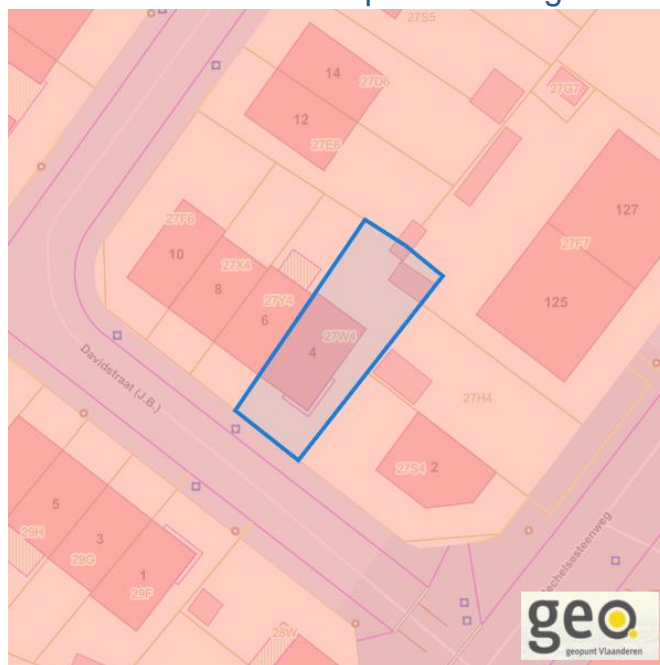 27S5
14
27D6
12
27E6
27G7
127
27F7
125
27F6
10
27X4
8
27Y4
6
27W4
4
Davidstraat (J.B.)
27H4
27S4
2
5
29H
3
29G
1
29F
28W
echelsesteenweg
geo
geopunt Vlaanderen